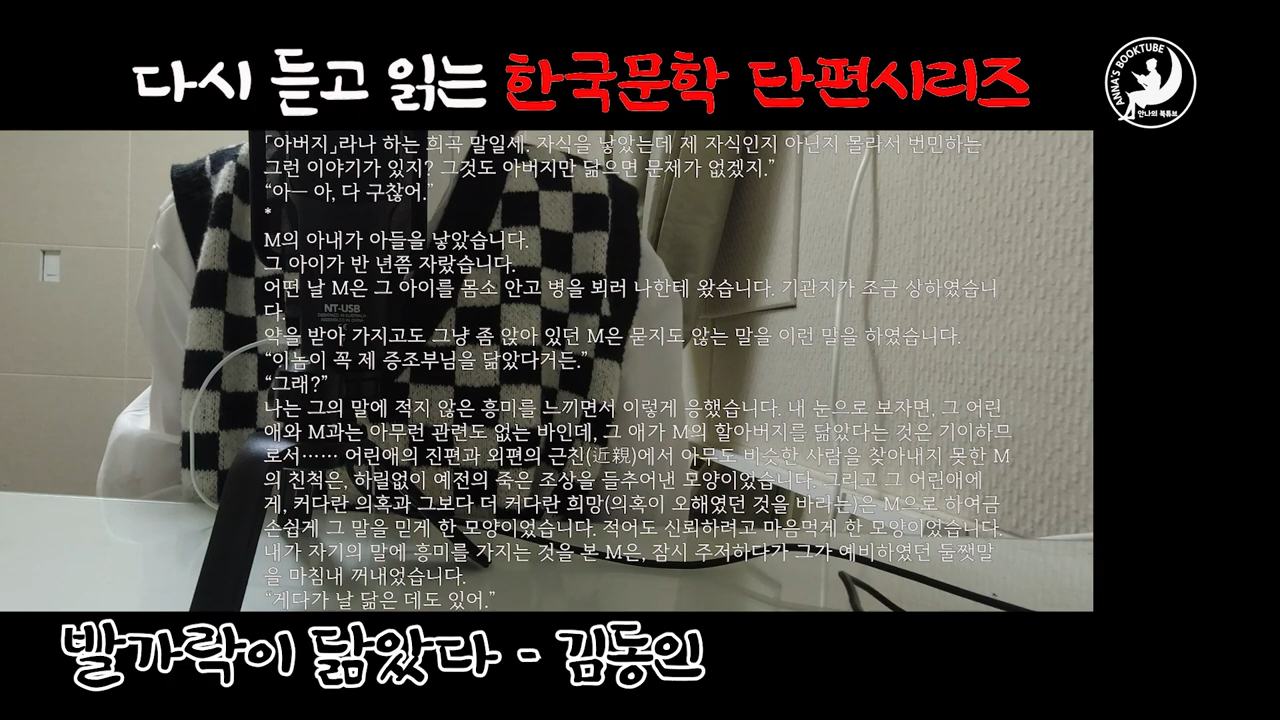 다시 듣고 읽는 한국문학 단편시리즈
ANNA'S BOOKTUBE
안나의 북튜브
「아버지」라나 하는 희곡 말일세. 자식을 낳았는데 제 자식인지 아닌지 몰라서 번민하는
그런 이야기가 있지? 그것도 아버지만 닮으면 문제가 없겠지.”
“아― 아, 다 구찮어.”
*
M의 아내가 아들을 낳았습니다.
그 아이가 반 년쯤 자랐습니다.
어떤 날 M은 그 아이를 몸소 안고 병을 뵈러 나한테 왔습니다. 기관지가 조금 상하였습니
다.
약을 받아 가지고도 그냥 좀 앉아 있던 M은 묻지도 않는 말을 이런 말을 하였습니다.
“이놈이 꼭 제 증조부님을 닮았다거든.”
“그래?”
나는 그의 말에 적지 않은 흥미를 느끼면서 이렇게 응했습니다. 내 눈으로 보자면, 그 어린
애와 M과는 아무런 관련도 없는 바인데, 그 애가 M의 할아버지를 닮았다는 것은 기이하므
로서…… 어린애의 진편과 외편의 근친(近親)에서 아무도 비슷한 사람을 찾아내지 못한 M
의 친척은, 하릴없이 예전의 죽은 조상을 들추어낸 모양이었습니다. 그리고 그 어린애에
게, 커다란 의혹과 그보다 더 커다란 희망(의혹이 오해였던 것을 바라는)은 M으로 하여금
손쉽게 그 말을 믿게 한 모양이었습니다. 적어도 신뢰하려고 마음먹게 한 모양이었습니다.
내가 자기의 말에 흥미를 가지는 것을 본 M은, 잠시 주저하다가 그가 예비하였던 둘쨋말
을 마침내 꺼내었습니다.
“게다가 날 닮은 데도 있어.”
NT-USB
발가락이 닮았다 - 김동인